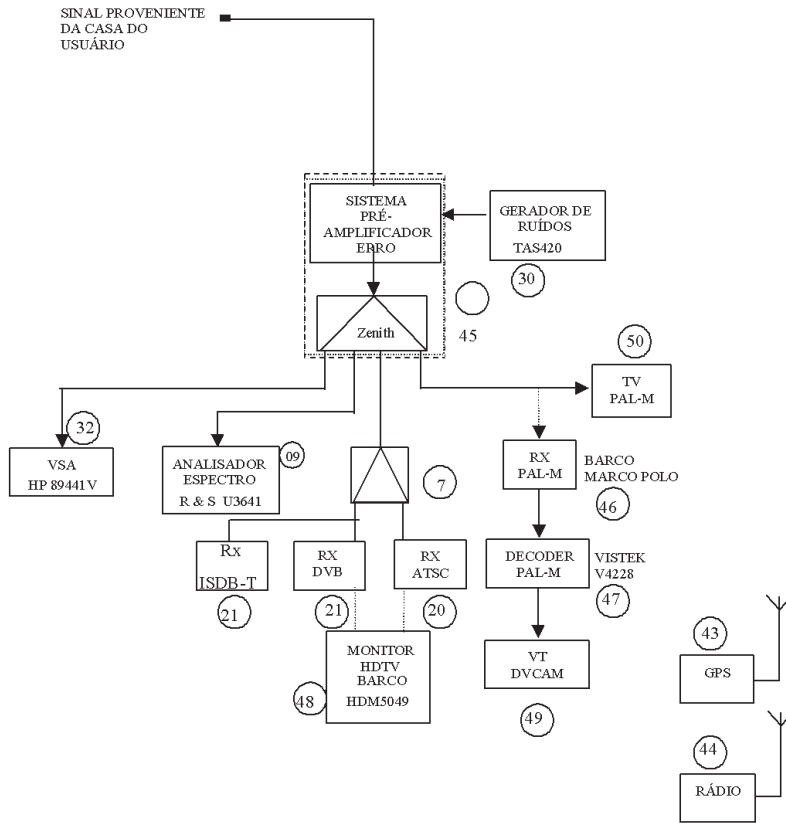 SINAL PROVENIENTE
DA CASA DO
USUÁRIO
SISTEMA
PRÉ-
AMPLIFICADOR
ERRO
GERADOR DE
RUÍDOS
TAS420
30
Zenith
45
50
TV
PAL-M
32
VSA
HP 89441V
09
ANALISADOR
ESPECTRO
R & S U3641
7
RX
PAL-M
BARCO
MARCO POLO
46
Rx
ISDB-T
21
RX
DVB
21
RX
ATSC
20
DECODER
PAL-M
VISTEK
V4228
47
MONITOR
HDTV
BARCO
HDM5049
48
VT
DVCAM
49
43
GPS
44
RÁDIO